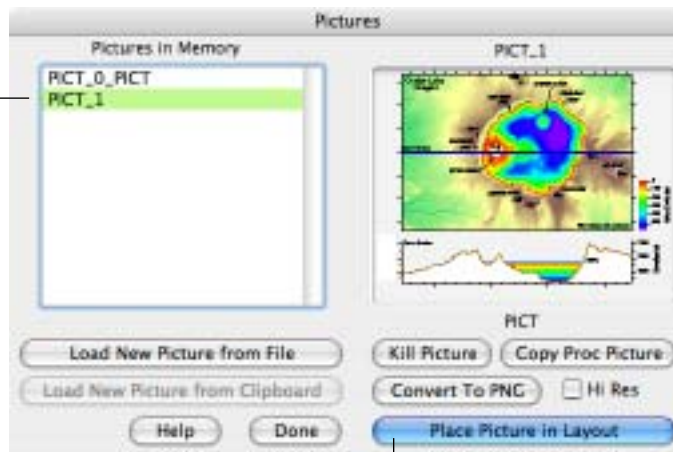 Pictures
Pictures in Memory
PICT_1
PICT_0_PICT
PICT_1
PICT
Load New Picture from File
Kill Picture
Copy Proc Picture
Load New Picture from Clipboard
Convert To PNG
Hi Res
Help
Done
Place Picture in Layout